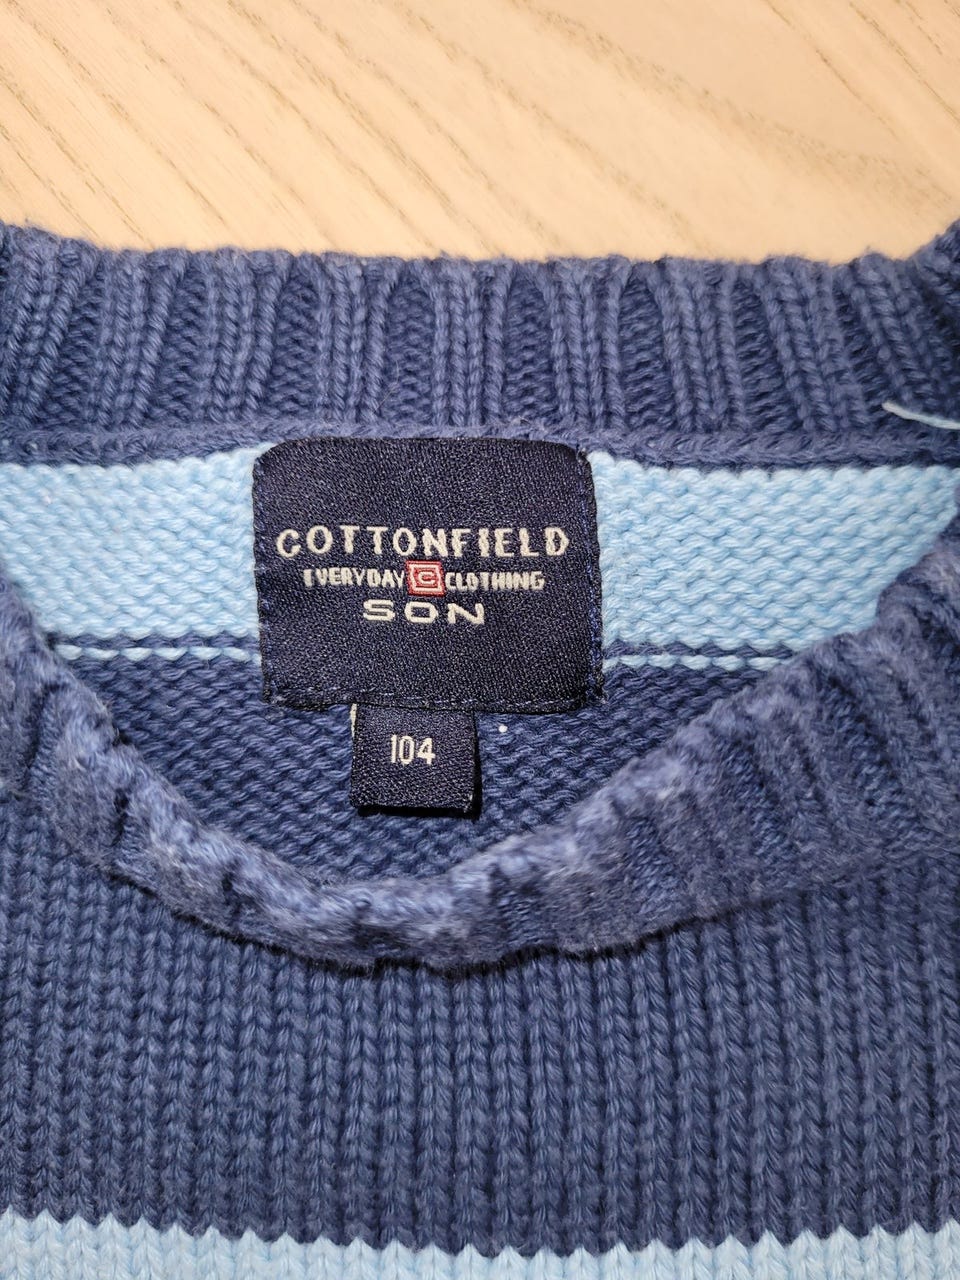 COTTONFIELD
EVERYDAY C CLOTHING
SON
104